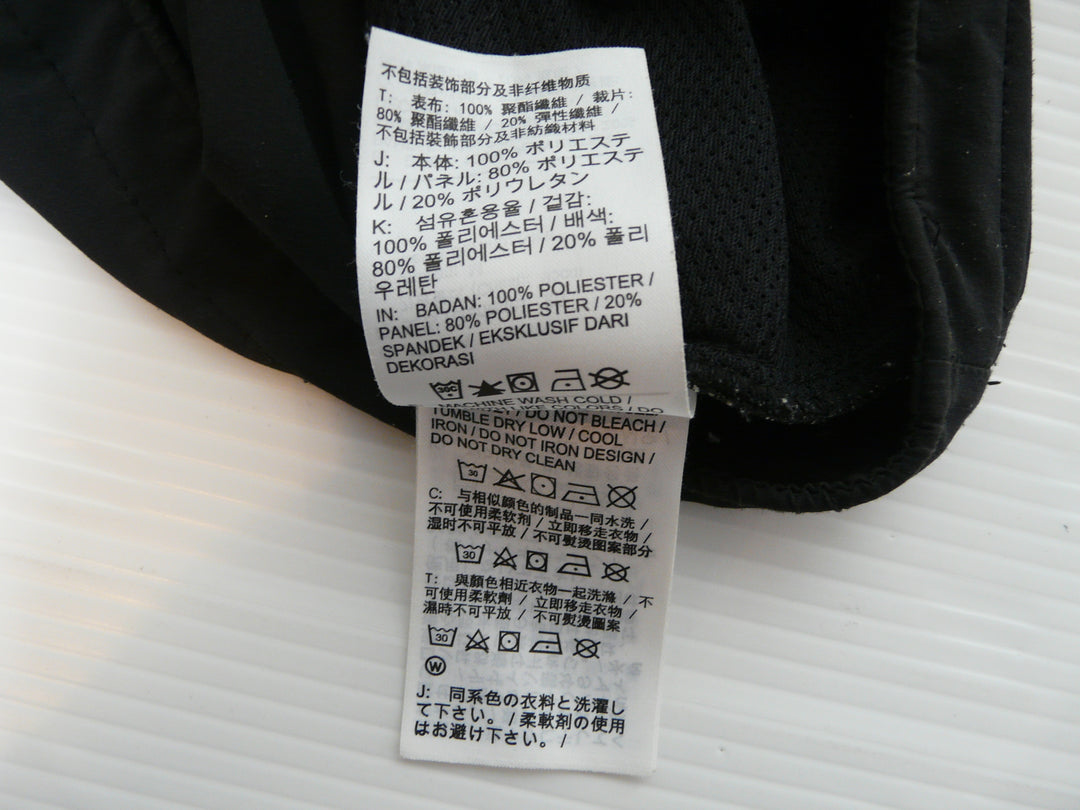 不包括装饰部分及非纤维物质
T: 表布: 100% 聚酯纖維 / 裁片:
80% 聚酯纖維 / 20% 彈性纖維 /
不包括裝飾部分及非紡織材料
J: 本体: 100% ポリエステ
ル / パネル: 80% ポリエステ
ル / 20% ポリウレタン
K: 섬유혼용율 / 겉감:
100% 폴리에스터 / 배색:
80% 폴리에스터 / 20% 폴리
우레탄
IN: BADAN: 100% POLIESTER /
PANEL: 80% POLIESTER / 20%
SPANDEK / EKSKLUSIF DARI
DEKORASI
30C
MACHINE WASH COLD /
LIKE COLORS / DO
/ DO NOT BLEACH /
TUMBLE DRY LOW / COOL
IRON / DO NOT IRON DESIGN /
DO NOT DRY CLEAN
30
C: 与相似颜色的制品一同水洗 /
不可使用柔软剂 / 立即移走衣物 /
湿时不可平放 / 不可熨烫图案部分
30
T: 與顏色相近衣物一起洗滌 / 不
可使用柔軟劑 / 立即移走衣物 /
濕時不可平放 / 不可熨燙圖案
30
W
J: 同系色の衣料と洗濯し
て下さい。 / 柔軟剤の使用
はお避け下さい。 /